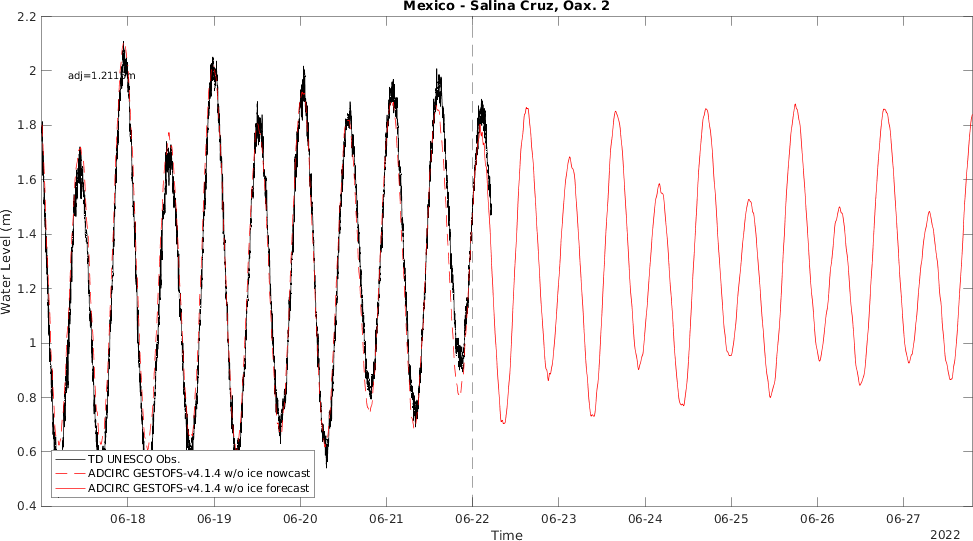 Mexico - Salina Cruz, Oax. 2
2.2
2
1.8
1.6
1.4
1.2
1
0.8
0.6
0.4
Water Level (m)
TD UNESCO Obs.
ADCIRC GESTOFS-v4.1.4 w/o ice nowcast
ADCIRC GESTOFS-v4.1.4 w/o ice forecast
06-18 06-19 06-20 06-21 06-22 06-23 06-24 06-25 06-26 06-27
Time
2022